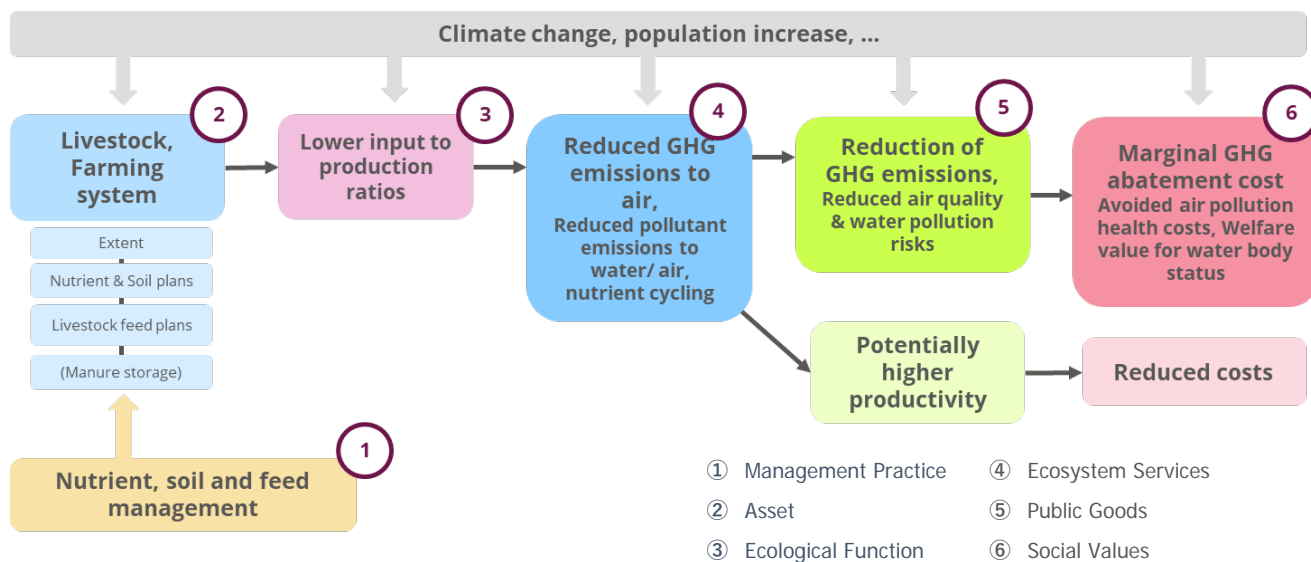 Climate change, population increase, ...
2
Livestock,
Farming
system
Extent
Nutrient & Soil plans
Livestock feed plans
(Manure storage)
1
Nutrient, soil and feed
management
3
Lower input to
production
ratios
4
Reduced GHG
emissions to
air,
Reduced pollutant
emissions to
water/ air,
nutrient cycling
5
Reduction of
GHG emissions,
Reduced air quality
& water pollution
risks
6
Marginal GHG
abatement cost
Avoided air pollution
health costs, Welfare
value for water body
status
Potentially
higher
productivity
Reduced costs
① Management Practice
② Asset
③ Ecological Function
④ Ecosystem Services
⑤ Public Goods
⑥ Social Values